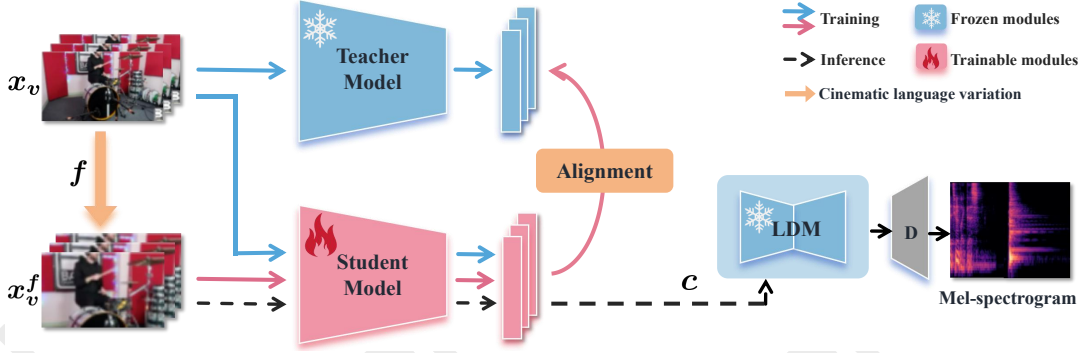 x_v
f
x_v^f
Teacher
Model
Student
Model
Alignment
c
LDM
D
Mel-spectrogram
Training
Inference
Cinematic language variation
Frozen modules
Trainable modules